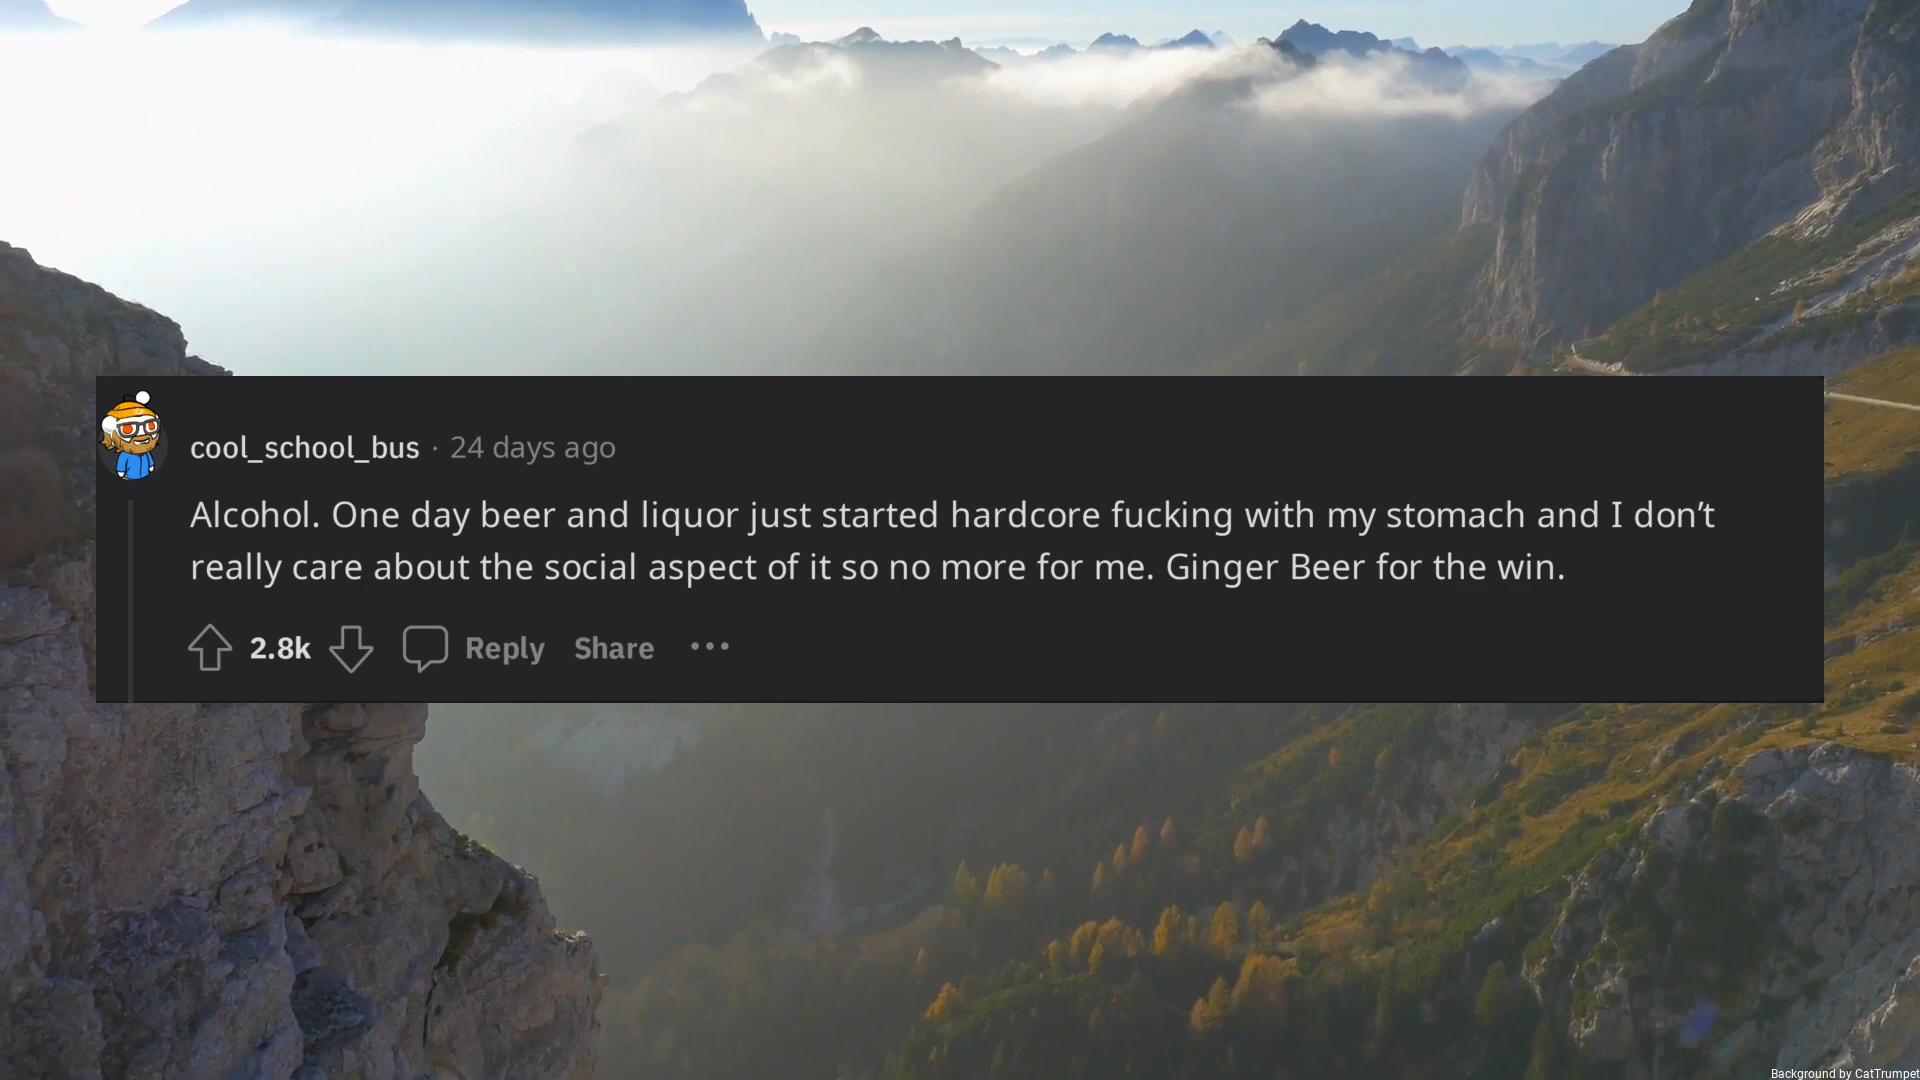 cool_school_bus · 24 days ago
Alcohol. One day beer and liquor just started hardcore fucking with my stomach and I don’t
really care about the social aspect of it so no more for me. Ginger Beer for the win.
2.8k Reply Share •••
Background by CatTrumpet